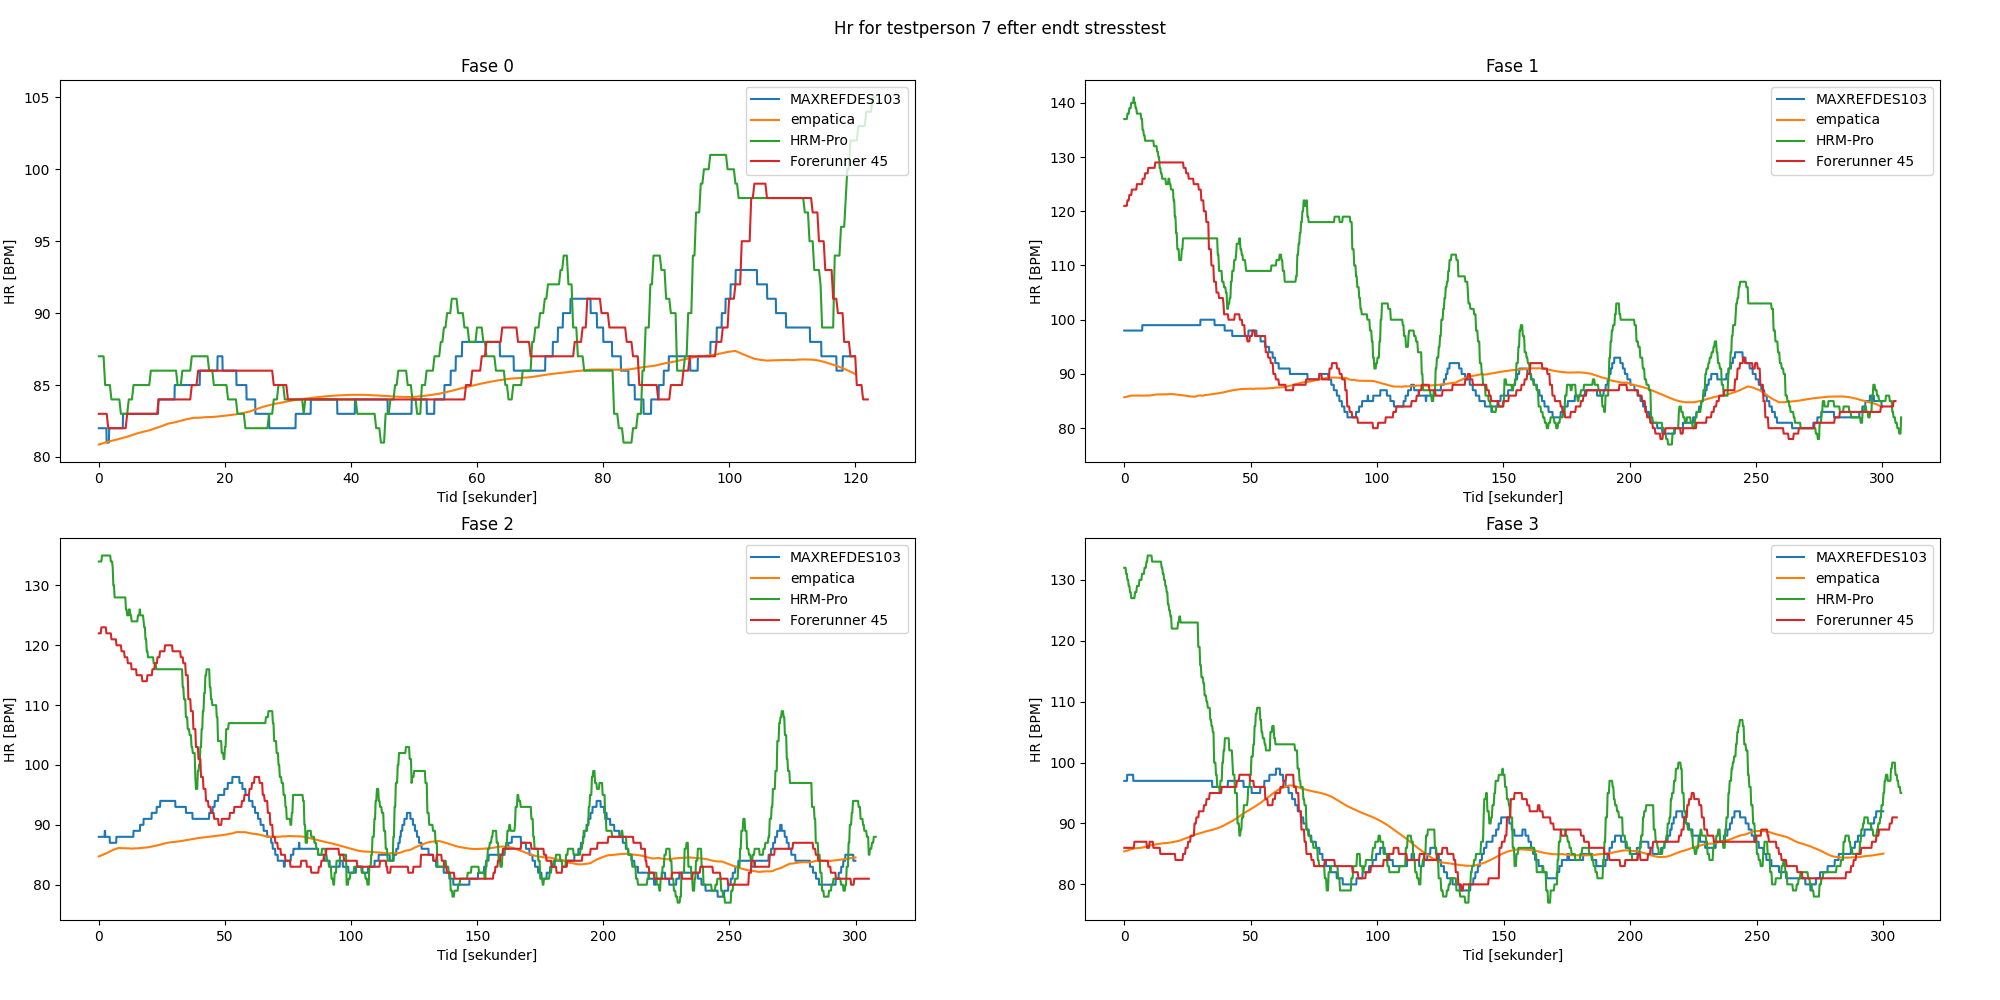 Hr for testperson 7 efter endt stresstest
Fase 0
HR [BPM]
105
100
95
90
85
80
MAXREFDES103
empatica
HRM-Pro
Forerunner 45
0 20 40 60 80 100 120
Tid [sekunder]
Fase 1
HR [BPM]
140
130
120
110
100
90
80
MAXREFDES103
empatica
HRM-Pro
Forerunner 45
0 50 100 150 200 250 300
Tid [sekunder]
Fase 2
HR [BPM]
130
120
110
100
90
80
MAXREFDES103
empatica
HRM-Pro
Forerunner 45
0 50 100 150 200 250 300
Tid [sekunder]
Fase 3
HR [BPM]
130
120
110
100
90
80
MAXREFDES103
empatica
HRM-Pro
Forerunner 45
0 50 100 150 200 250 300
Tid [sekunder]